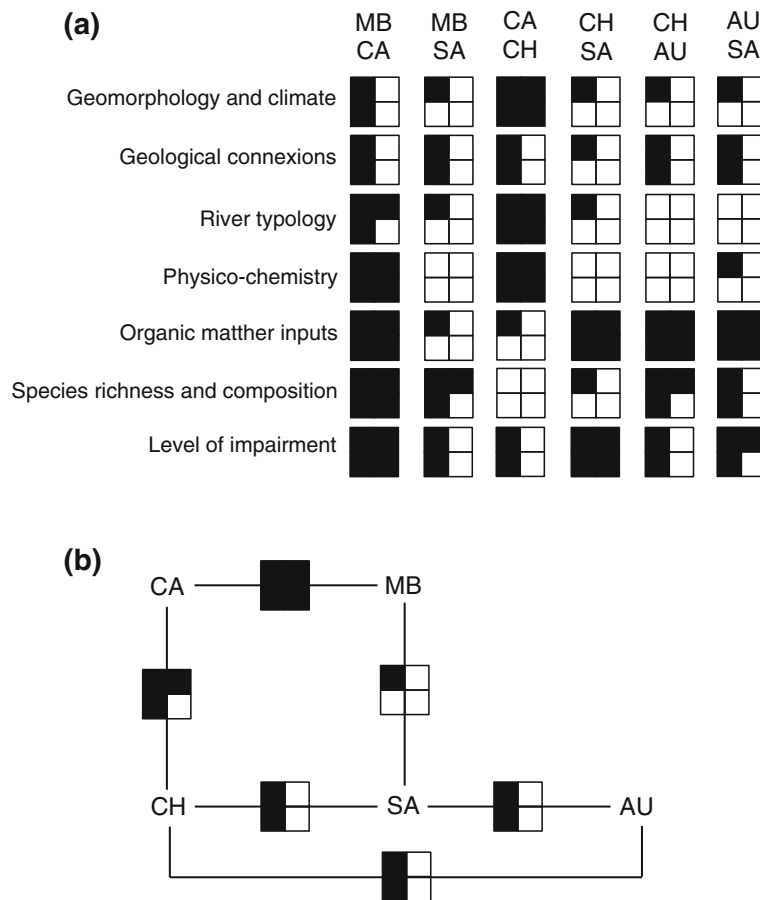 (a)
MB MB CA CH CH AU
CA SA CH SA AU SA
Geomorphology and climate
Geological connexions
River typology
Physico-chemistry
Organic matther inputs
Species richness and composition
Level of impairment
(b)
CA MB
CH SA AU